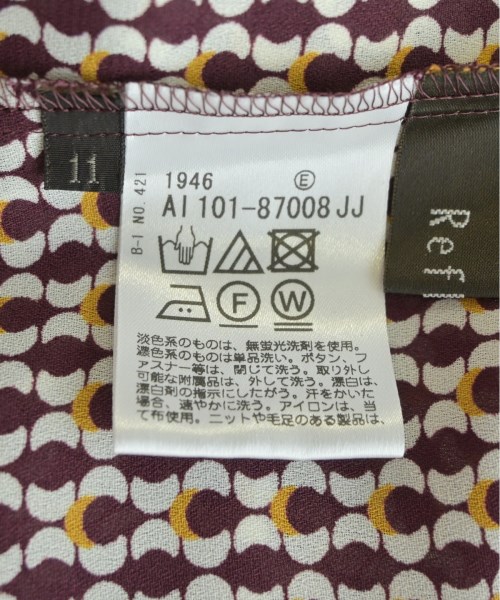 11
B-I NO.421
1946 Ⓔ
AI 101-87008 JJ
F W
淡色系のものは、無蛍光洗剤を使用。
濃色系のものは単品洗い。ボタン、フ
ァスナー等は、閉じて洗う。取り外し
可能な附属品は、外して洗う。漂白は、
漂白剤の指示にしたがう。汗をかいた
場合、速やかに洗う。アイロンは、当
て布使用。ニットや毛足のある製品は、
Ref